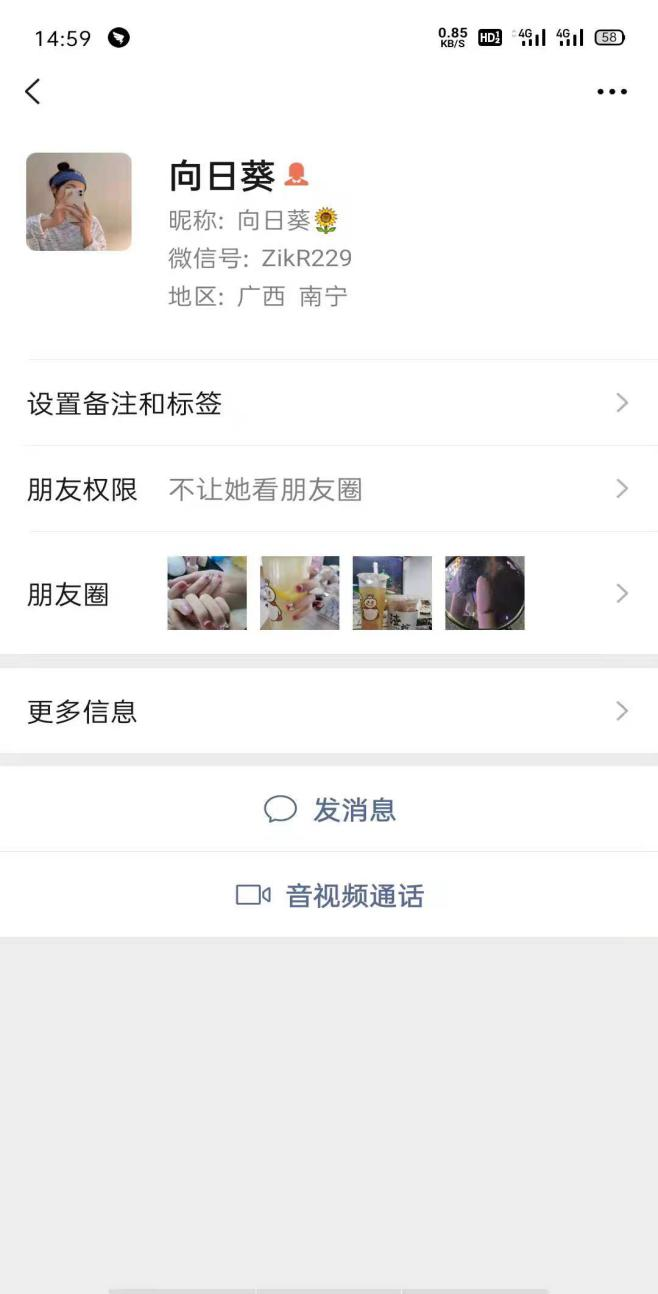 14:59
0.85 KB/S HD 4G 4G 58
向日葵
昵称: 向日葵🌻
微信号: ZikR229
地区: 广西 南宁
设置备注和标签
朋友权限 不让她看朋友圈
朋友圈
更多信息
发消息
音视频通话